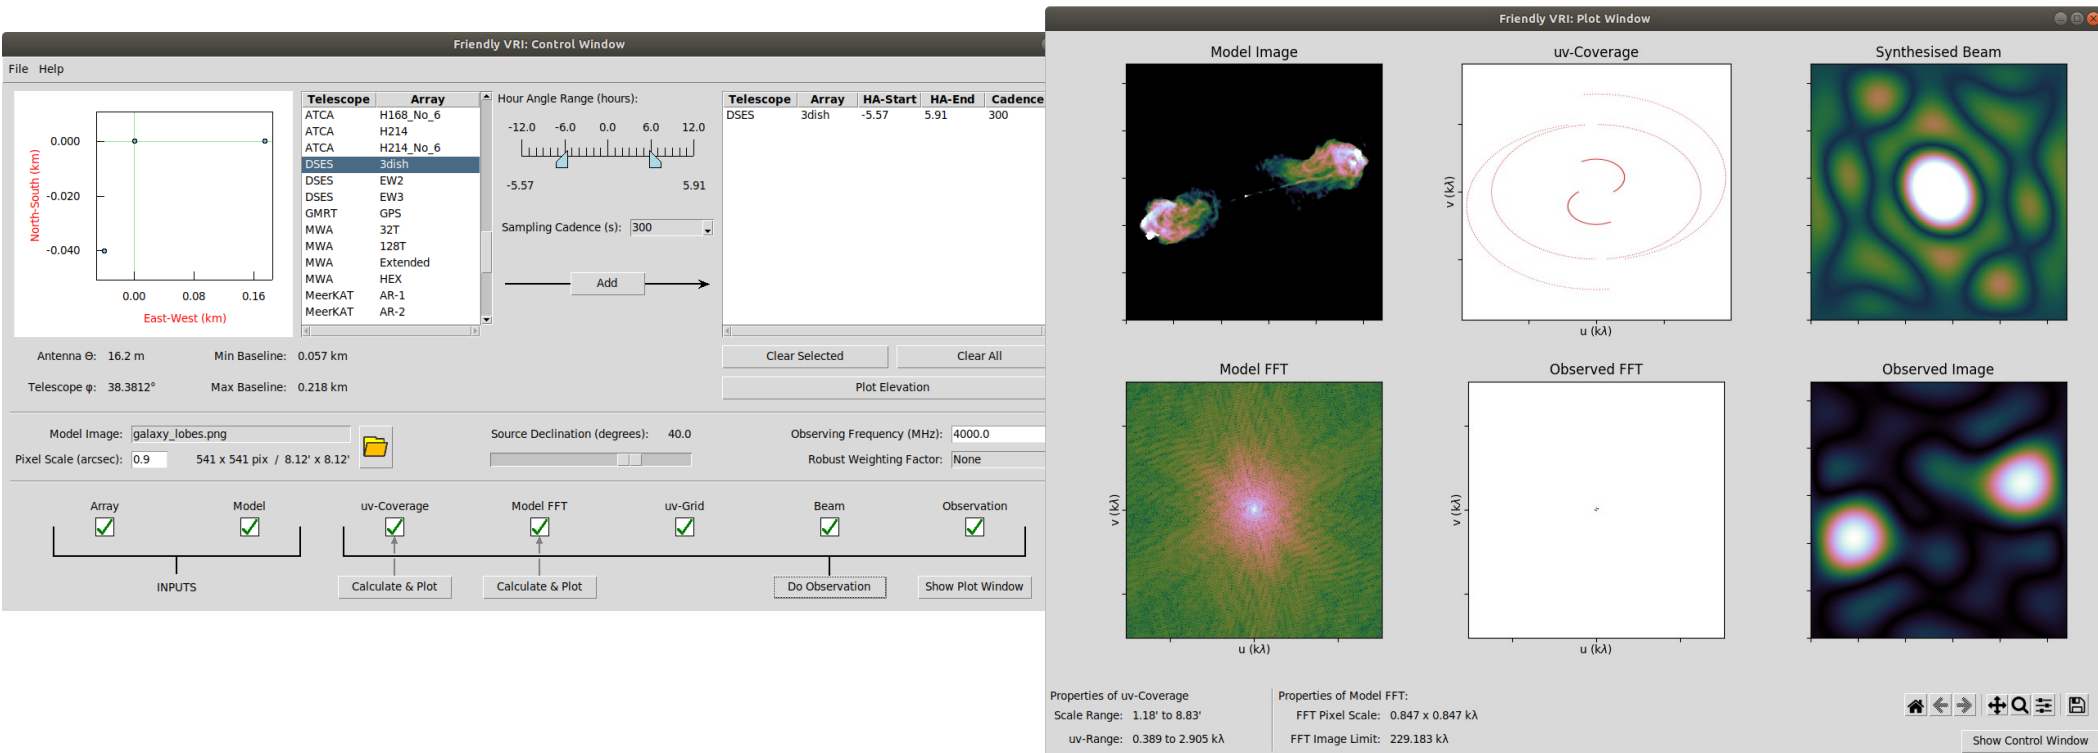 Friendly VRI: Control Window
File Help
0.000
-0.020
-0.040
North-South (km)
0.00 0.08 0.16
East-West (km)
Antenna Θ: 16.2 m Min Baseline: 0.057 km
Telescope φ: 38.3812° Max Baseline: 0.218 km
Telescope Array
ATCA H168_No_6
ATCA H214
ATCA H214_No_6
DSES 3dish
DSES EW2
DSES EW3
GMRT GPS
MWA 32T
MWA 128T
MWA Extended
MWA HEX
MeerKAT AR-1
MeerKAT AR-2
Hour Angle Range (hours):
-12.0 -6.0 0.0 6.0 12.0
-5.57 5.91
Sampling Cadence (s): 300
Add
Telescope Array HA-Start HA-End Cadence
DSES 3dish -5.57 5.91 300
Clear Selected Clear All
Plot Elevation
Model Image: galaxy_lobes.png
Pixel Scale (arcsec): 0.9 541 x 541 pix / 8.12' x 8.12'
Source Declination (degrees): 40.0
Observing Frequency (MHz): 4000.0
Robust Weighting Factor: None
Array Model uv-Coverage Model FFT uv-Grid Beam Observation
INPUTS Calculate & Plot Calculate & Plot Do Observation Show Plot Window
Friendly VRI: Plot Window
Model Image uv-Coverage Synthesised Beam
v (kλ)
u (kλ)
Model FFT Observed FFT Observed Image
v (kλ) v (kλ)
u (kλ) u (kλ)
Properties of uv-Coverage
Scale Range: 1.18' to 8.83'
uv-Range: 0.389 to 2.905 kλ
Properties of Model FFT:
FFT Pixel Scale: 0.847 x 0.847 kλ
FFT Image Limit: 229.183 kλ
Show Control Window